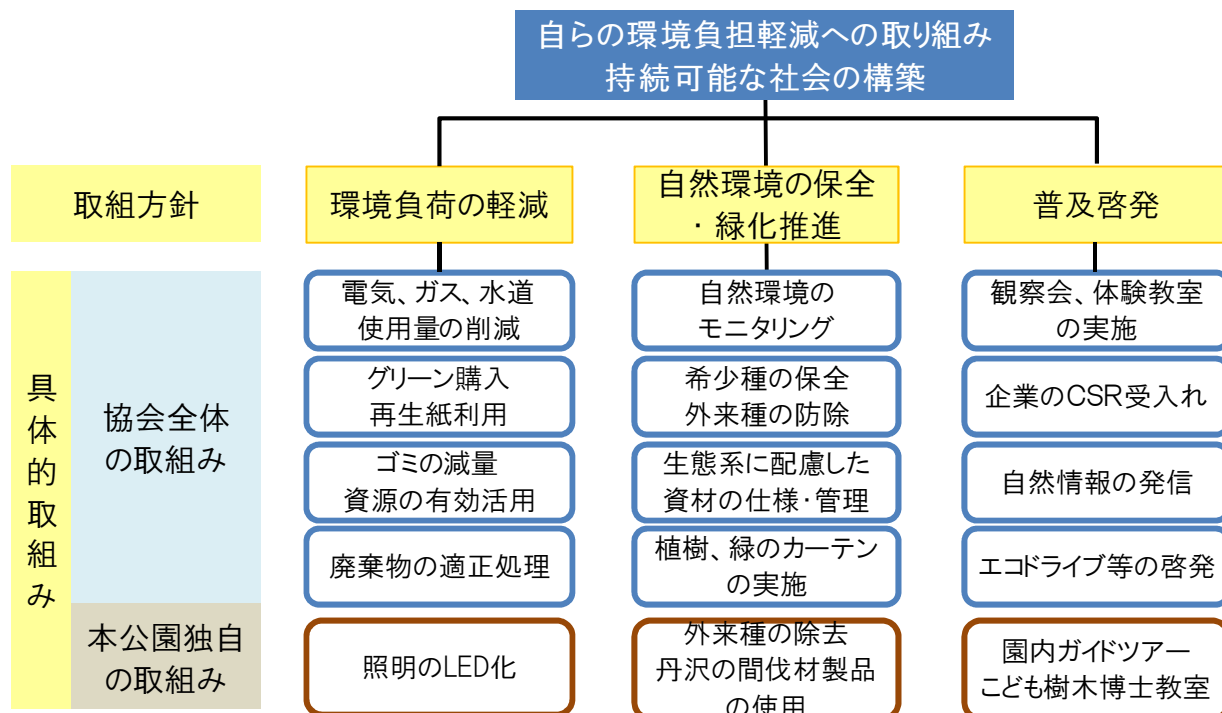 自らの環境負担軽減への取り組み
持続可能な社会の構築
取組方針
環境負荷の軽減
自然環境の保全
・緑化推進
普及啓発
具体的取組み
協会全体
の取組み
電気、ガス、水道
使用量の削減
自然環境の
モニタリング
観察会、体験教室
の実施
グリーン購入
再生紙利用
希少種の保全
外来種の防除
企業のCSR受入れ
ゴミの減量
資源の有効活用
生態系に配慮した
資材の仕様・管理
自然情報の発信
廃棄物の適正処理
植樹、緑のカーテン
の実施
エコドライブ等の啓発
本公園独自
の取組み
照明のLED化
外来種の除去
丹沢の間伐材製品
の使用
園内ガイドツアー
こども樹木博士教室